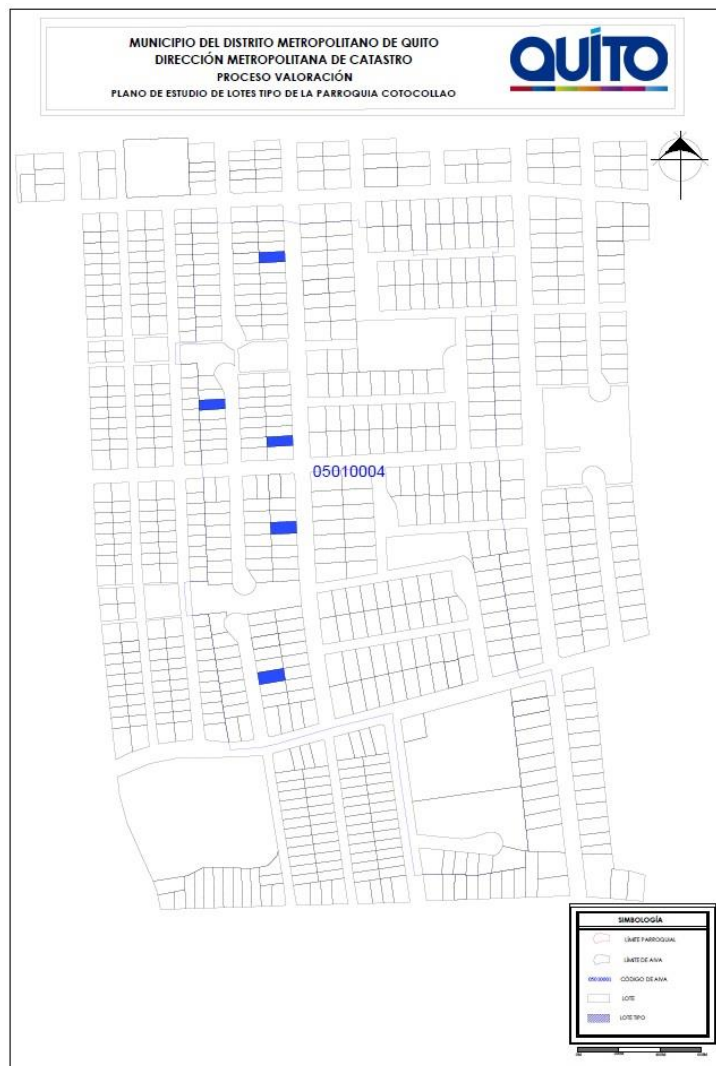 MUNICIPIO DEL DISTRITO METROPOLITANO DE QUITO
DIRECCIÓN METROPOLITANA DE CATASTRO
PROCESO VALORACIÓN
PLANO DE ESTUDIO DE LOTES TIPO DE LA PARROQUIA COTOCOLLAO
QUITO
05010004
SIMBOLOGÍA
LÍMITE PARROQUIAL
LÍMITE DE AIVA
05010001 CÓDIGO DE AIVA
LOTE
LOTE TIPO